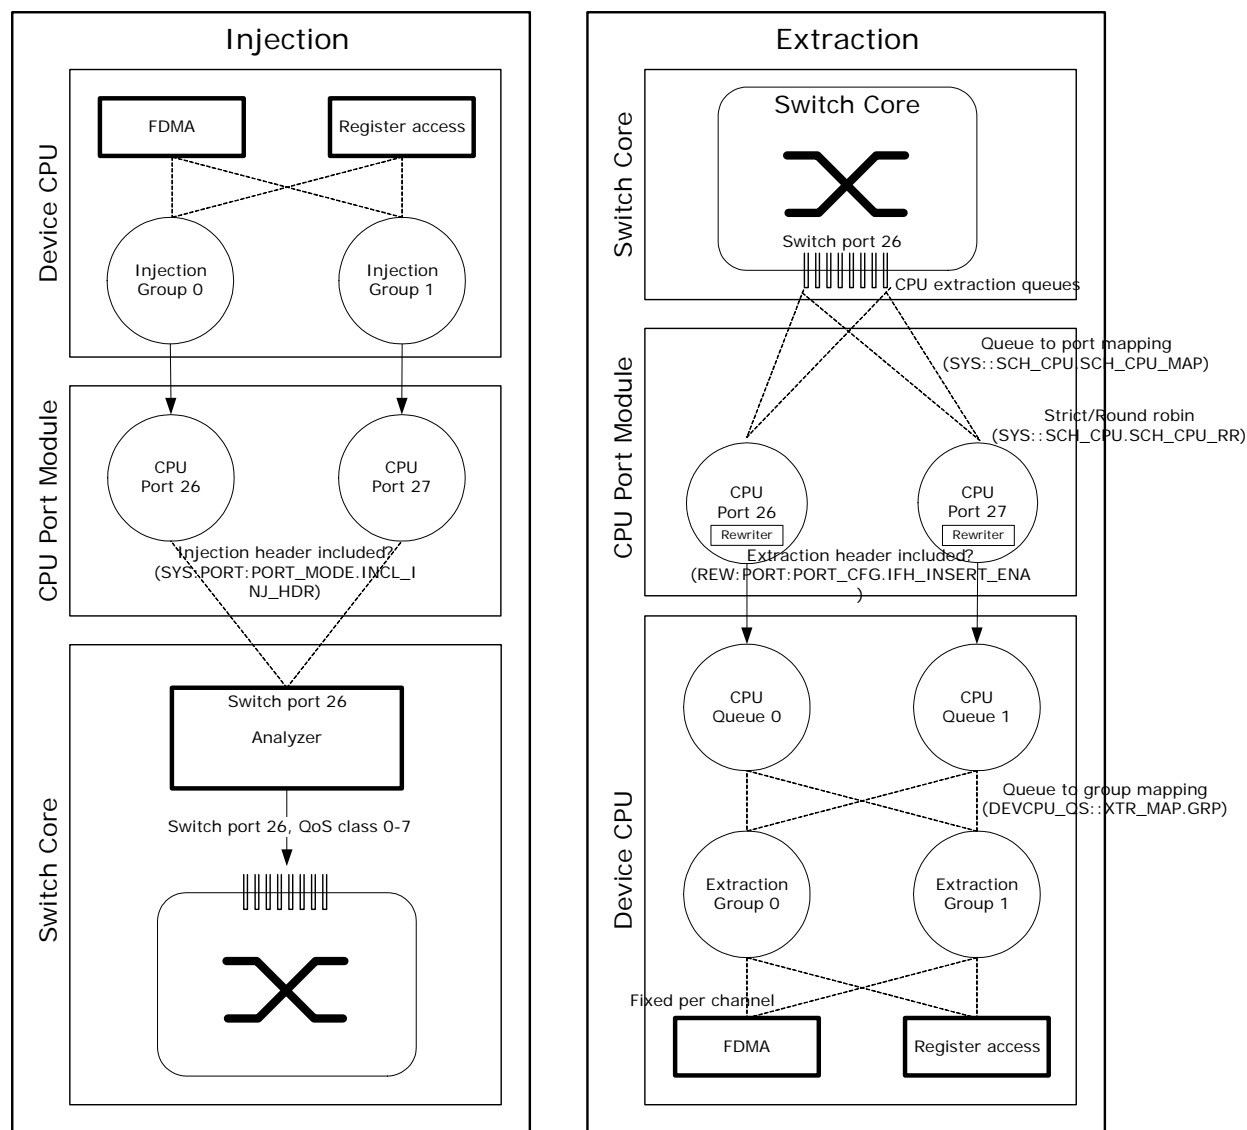 Injection
Device CPU
FDMA
Register access
Injection
Group 0
Injection
Group 1
CPU Port Module
CPU
Port 26
CPU
Port 27
Injection header included?
(SYS:PORT:PORT_MODE.INCL_I
NJ_HDR)
Switch Core
Switch port 26
Analyzer
Switch port 26, QoS class 0-7
Extraction
Switch Core
Switch Core
Switch port 26
CPU extraction queues
CPU Port Module
Queue to port mapping
(SYS::SCH_CPU.SCH_CPU_MAP)
Strict/Round robin
(SYS::SCH_CPU.SCH_CPU_RR)
CPU
Port 26
Rewriter
CPU
Port 27
Rewriter
Extraction header included?
(REW:PORT:PORT_CFG.IFH_INSERT_ENA
)
Device CPU
CPU
Queue 0
CPU
Queue 1
Queue to group mapping
(DEVCPU_QS::XTR_MAP.GRP)
Extraction
Group 0
Extraction
Group 1
Fixed per channel
FDMA
Register access